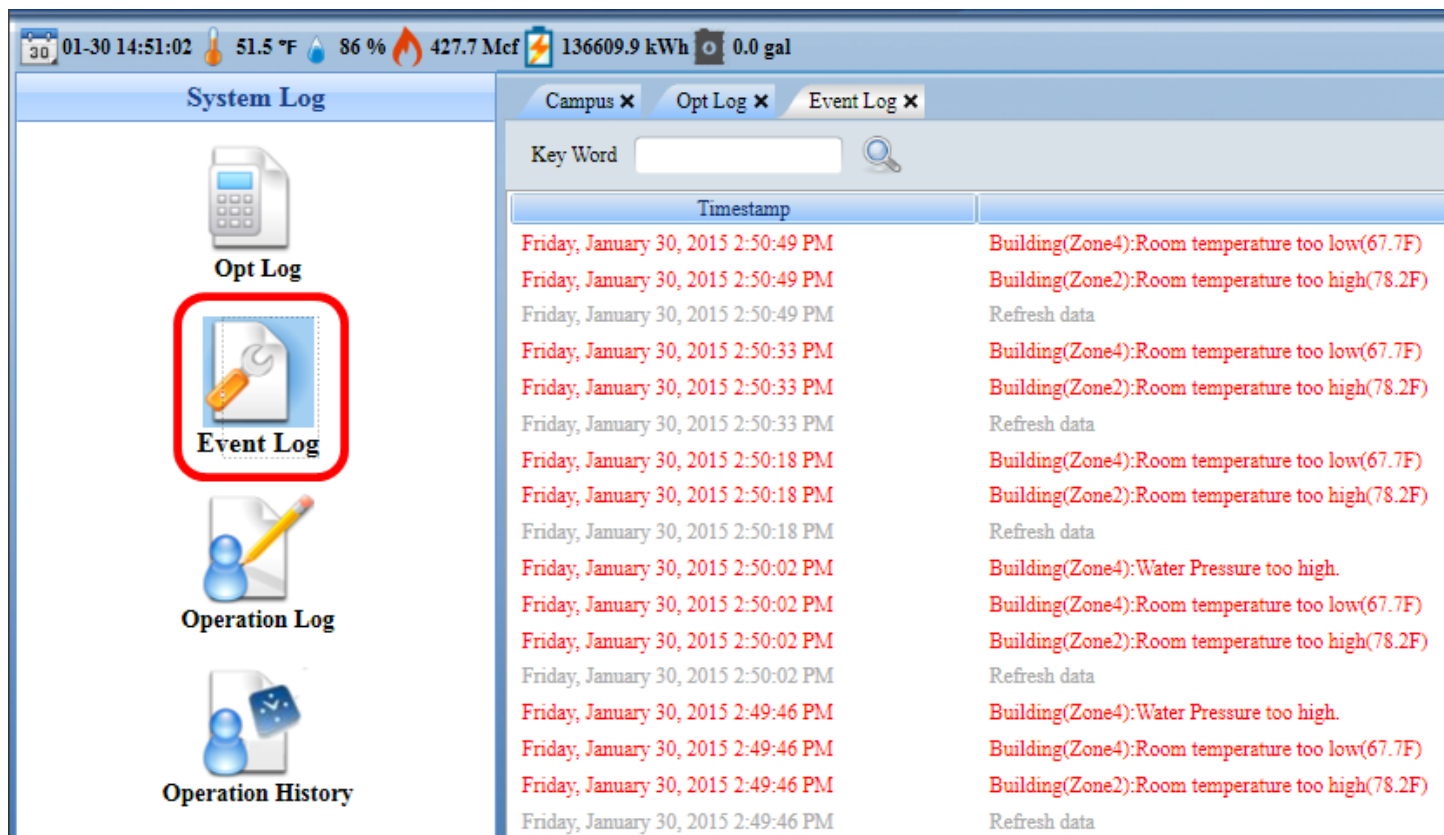 30 01-30 14:51:02 51.5 °F 86 % 427.7 Mcf 136609.9 kWh 0.0 gal
System Log
Opt Log
Event Log
Operation Log
Operation History
Campus × Opt Log × Event Log ×
Key Word
Timestamp
Friday, January 30, 2015 2:50:49 PM Building(Zone4):Room temperature too low(67.7F)
Friday, January 30, 2015 2:50:49 PM Building(Zone2):Room temperature too high(78.2F)
Friday, January 30, 2015 2:50:49 PM Refresh data
Friday, January 30, 2015 2:50:33 PM Building(Zone4):Room temperature too low(67.7F)
Friday, January 30, 2015 2:50:33 PM Building(Zone2):Room temperature too high(78.2F)
Friday, January 30, 2015 2:50:33 PM Refresh data
Friday, January 30, 2015 2:50:18 PM Building(Zone4):Room temperature too low(67.7F)
Friday, January 30, 2015 2:50:18 PM Building(Zone2):Room temperature too high(78.2F)
Friday, January 30, 2015 2:50:18 PM Refresh data
Friday, January 30, 2015 2:50:02 PM Building(Zone4):Water Pressure too high.
Friday, January 30, 2015 2:50:02 PM Building(Zone4):Room temperature too low(67.7F)
Friday, January 30, 2015 2:50:02 PM Building(Zone2):Room temperature too high(78.2F)
Friday, January 30, 2015 2:50:02 PM Refresh data
Friday, January 30, 2015 2:49:46 PM Building(Zone4):Water Pressure too high.
Friday, January 30, 2015 2:49:46 PM Building(Zone4):Room temperature too low(67.7F)
Friday, January 30, 2015 2:49:46 PM Building(Zone2):Room temperature too high(78.2F)
Friday, January 30, 2015 2:49:46 PM Refresh data